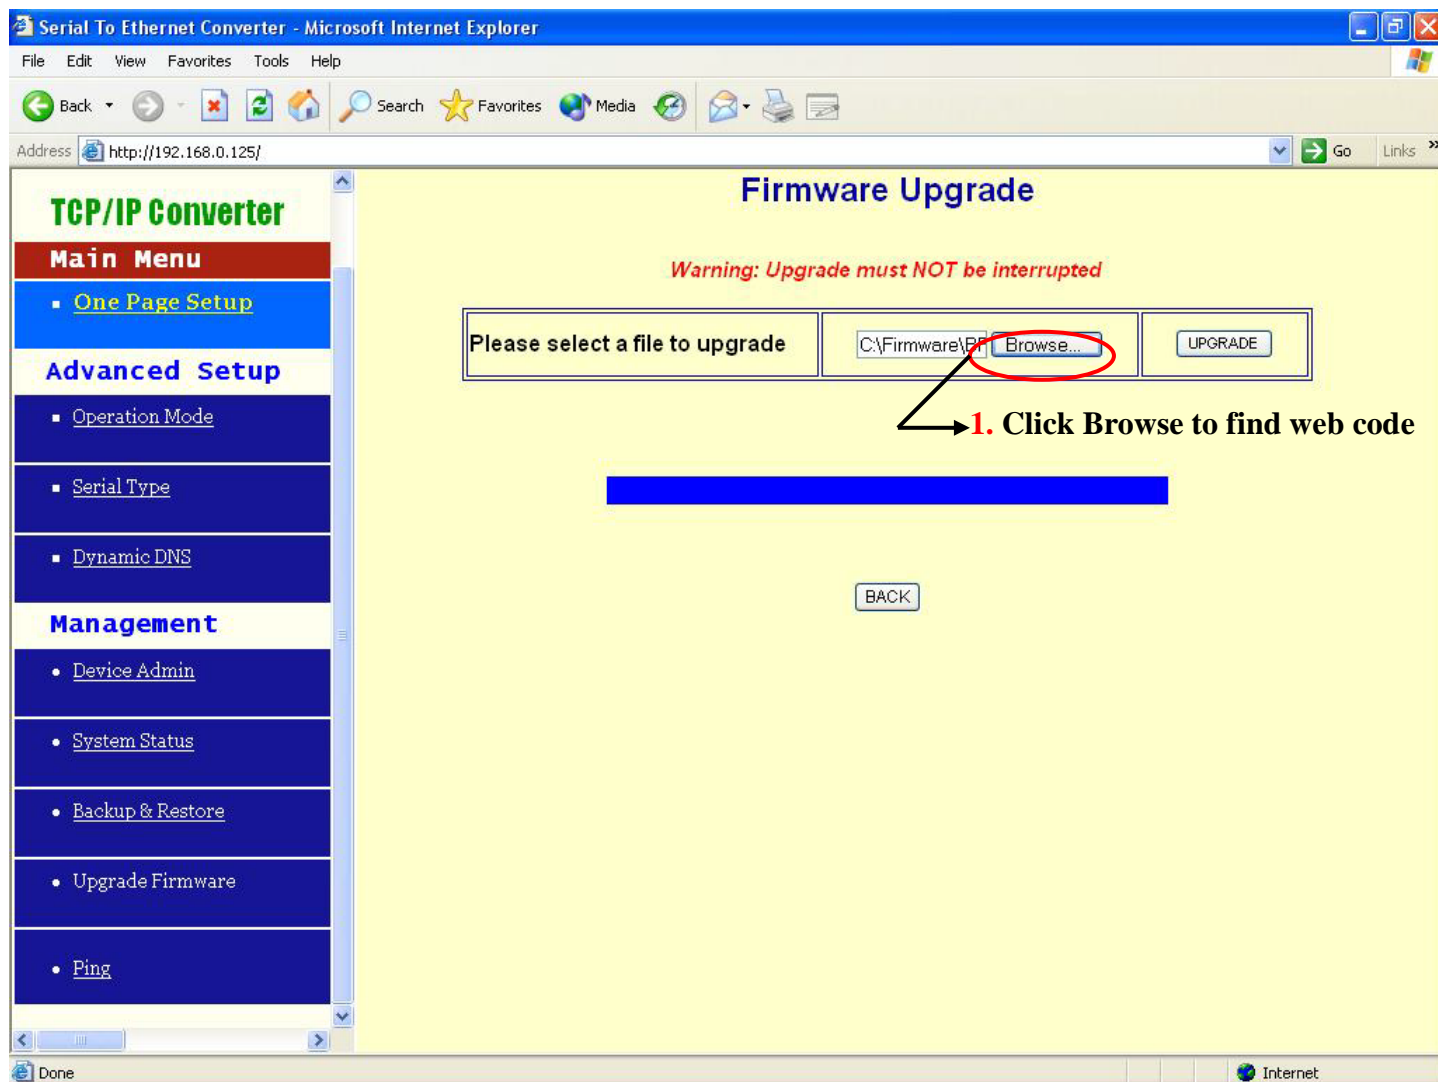 Serial To Ethernet Converter - Microsoft Internet Explorer
File Edit View Favorites Tools Help
Back Search Favorites Media
Address http://192.168.0.125/ Go Links »
TCP/IP Converter
Main Menu
One Page Setup
Advanced Setup
Operation Mode
Serial Type
Dynamic DNS
Management
Device Admin
System Status
Backup & Restore
Upgrade Firmware
Ping
Firmware Upgrade
Warning: Upgrade must NOT be interrupted
Please select a file to upgrade C:\Firmware\ Browse... UPGRADE
1. Click Browse to find web code
BACK
Done Internet